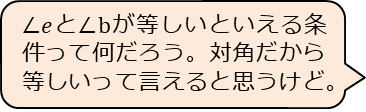 ∠eと∠bが等しいといえる条
件って何だろう。対角だから
等しいって言えると思うけど。